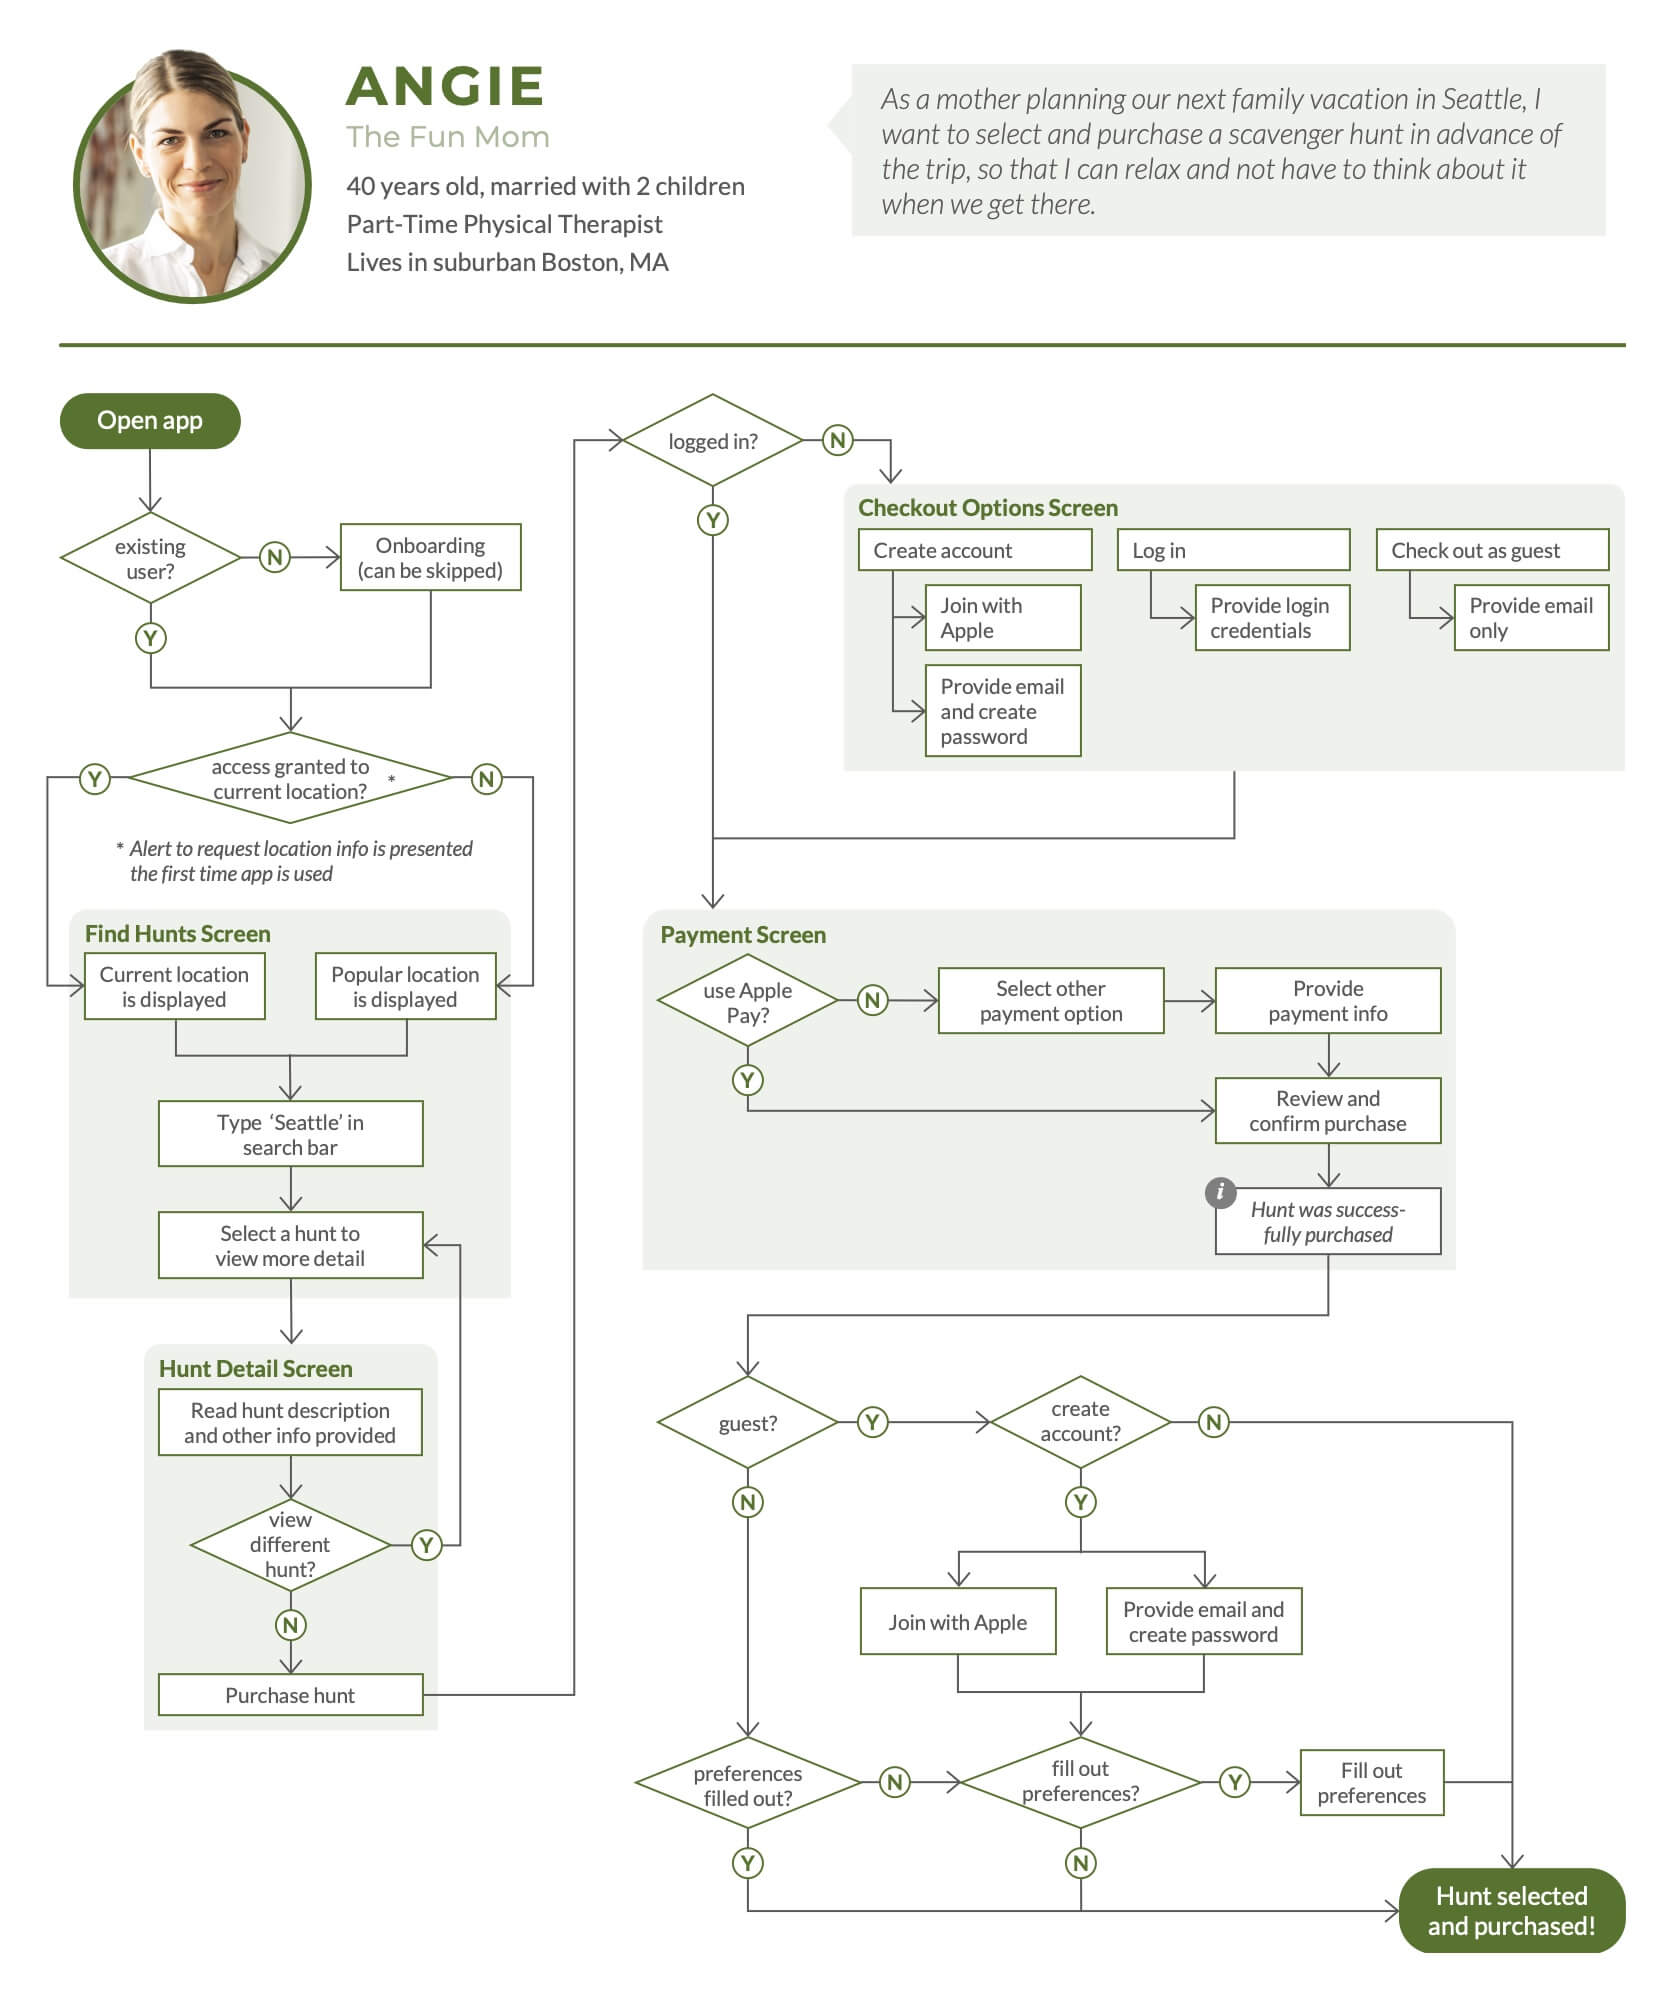 ANGIE
The Fun Mom
40 years old, married with 2 children
Part-Time Physical Therapist
Lives in suburban Boston, MA
As a mother planning our next family vacation in Seattle, I
want to select and purchase a scavenger hunt in advance of
the trip, so that I can relax and not have to think about it
when we get there.
Open app
existing
user?
N
Onboarding
(can be skipped)
Y
access granted to
current location? *
Y
N
* Alert to request location info is presented
the first time app is used
Find Hunts Screen
Current location
is displayed
Popular location
is displayed
Type ‘Seattle’ in
search bar
Select a hunt to
view more detail
Hunt Detail Screen
Read hunt description
and other info provided
view
different
hunt?
Y
N
Purchase hunt
logged in?
N
Y
Checkout Options Screen
Create account
Join with
Apple
Provide email
and create
password
Log in
Provide login
credentials
Check out as guest
Provide email
only
Payment Screen
use Apple
Pay?
N
Select other
payment option
Provide
payment info
Y
Review and
confirm purchase
i
Hunt was success-
fully purchased
guest?
Y
create
account?
N
N
Y
Join with Apple
Provide email and
create password
preferences
filled out?
N
fill out
preferences?
Y
Fill out
preferences
Y
N
Hunt selected
and purchased!